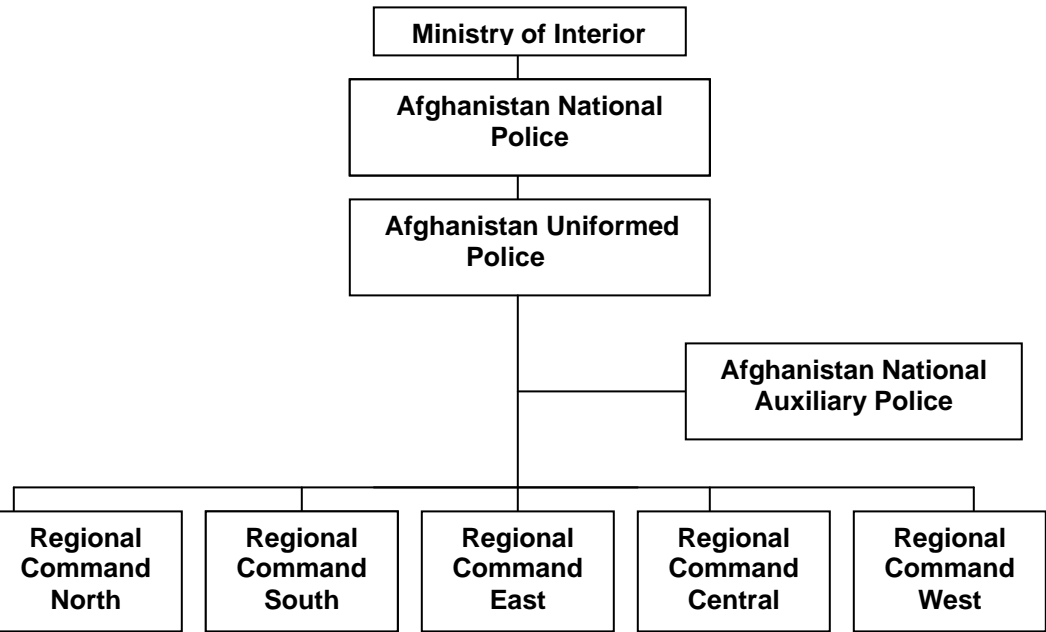 Ministry of Interior
Afghanistan National
Police
Afghanistan Uniformed
Police
Afghanistan National
Auxiliary Police
Regional
Command
North
Regional
Command
South
Regional
Command
East
Regional
Command
Central
Regional
Command
West